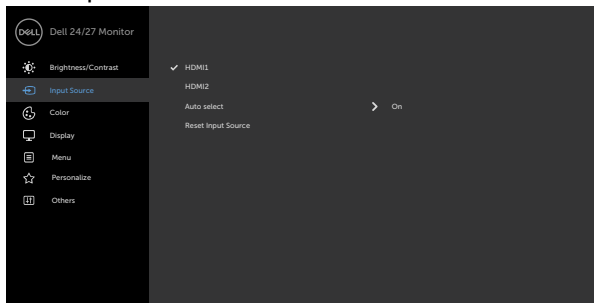 DELL
Dell 24/27 Monitor
Brightness/Contrast
Input Source
Color
Display
Menu
Personalize
Others
HDMI1
HDMI2
Auto select On
Reset Input Source